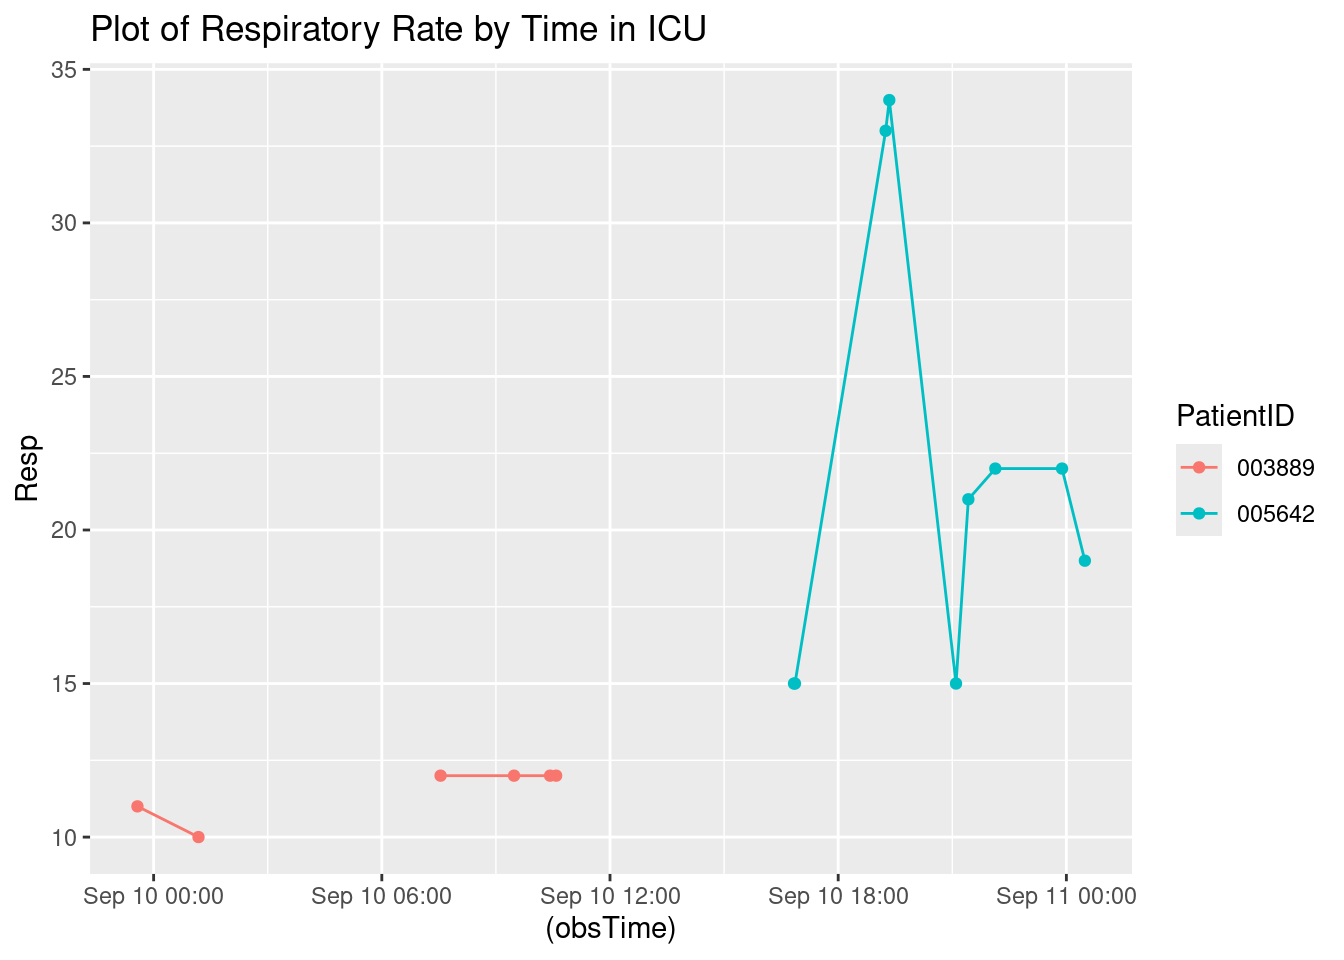 Plot of Respiratory Rate by Time in ICU
35
30
25
20
15
10
Resp
Sep 10 00:00
Sep 10 06:00
Sep 10 12:00
Sep 10 18:00
Sep 11 00:00
(obsTime)
PatientID
003889
005642